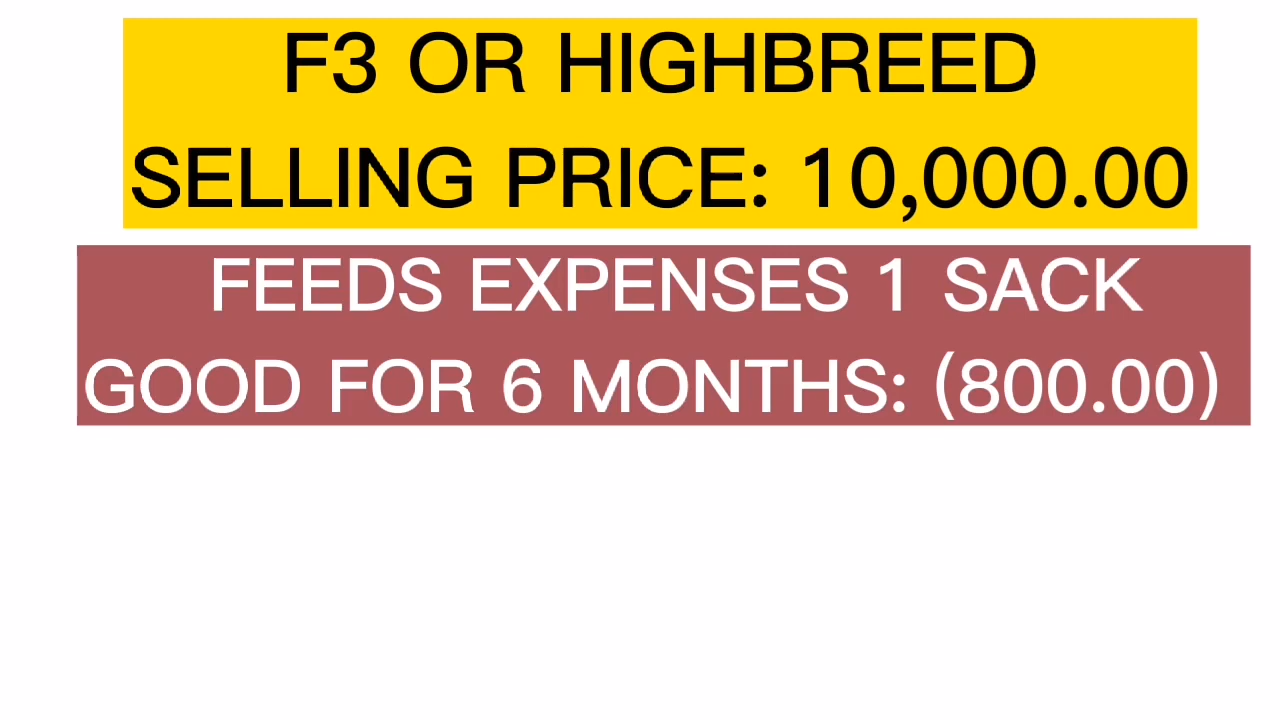 F3 OR HIGHBREED
SELLING PRICE: 10,000.00
FEEDS EXPENSES 1 SACK
GOOD FOR 6 MONTHS: (800.00)